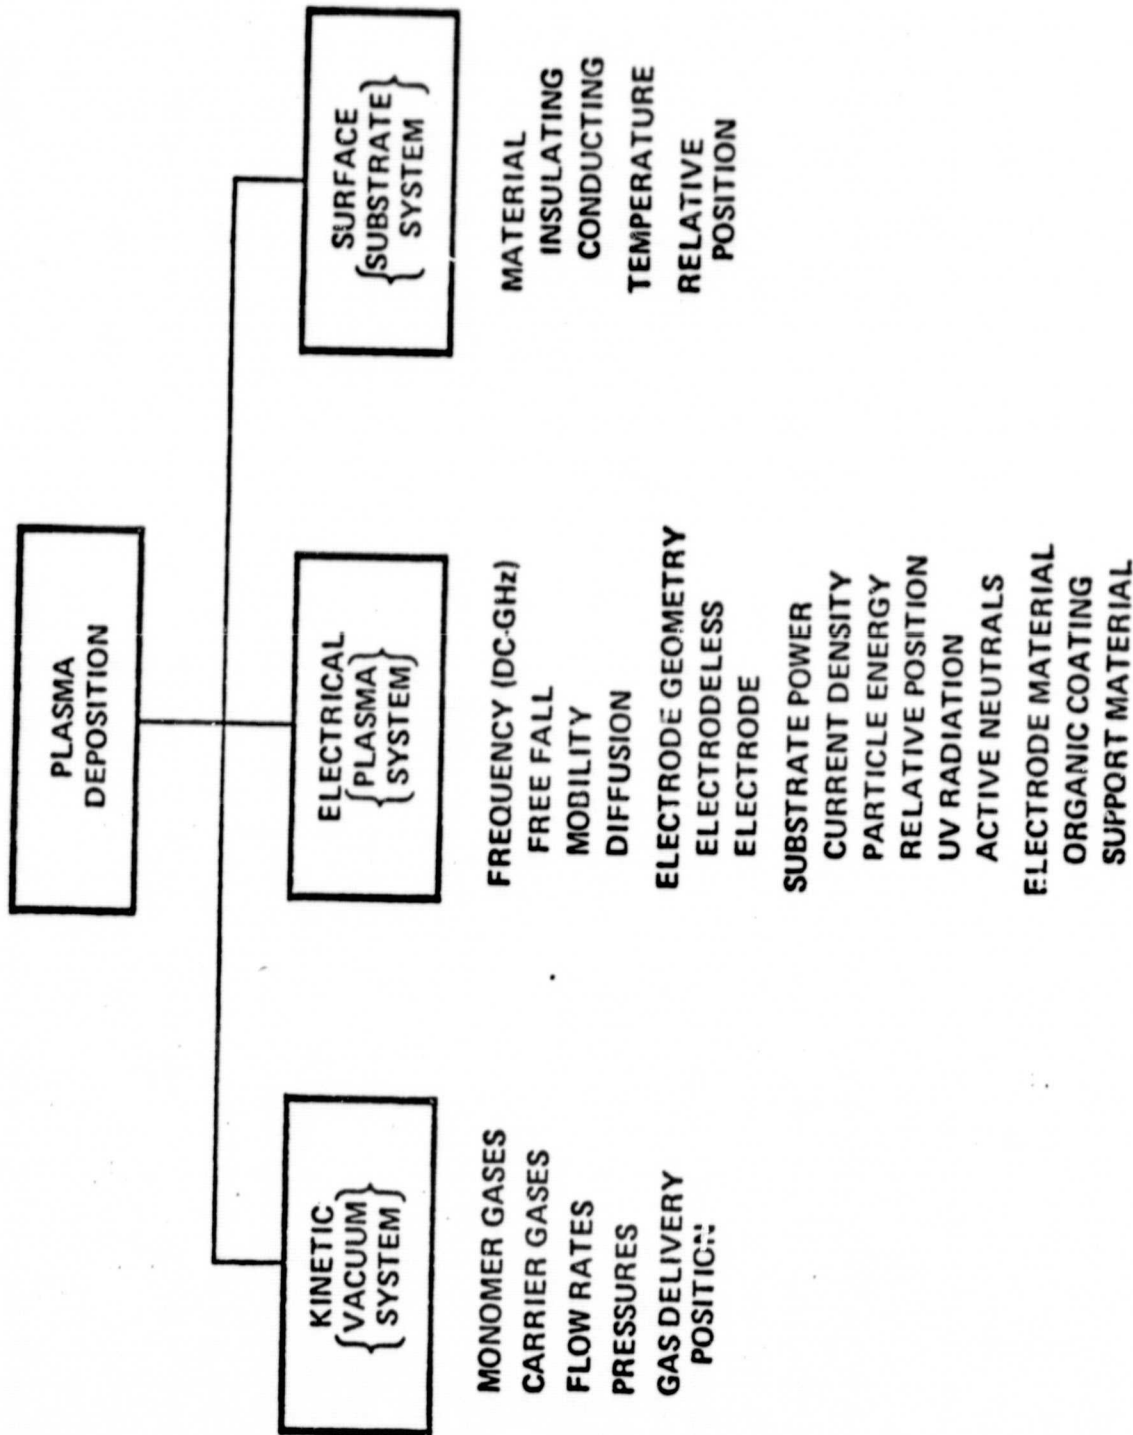 PLASMA
DEPOSITION
KINETIC
{VACUUM}
{SYSTEM}
MONOMER GASES
CARRIER GASES
FLOW RATES
PRESSURES
GAS DELIVERY
POSITION
ELECTRICAL
{PLASMA}
{SYSTEM}
FREQUENCY (DC-GHz)
FREE FALL
MOBILITY
DIFFUSION
ELECTRODE GEOMETRY
ELECTRODELESS
ELECTRODE
SUBSTRATE POWER
CURRENT DENSITY
PARTICLE ENERGY
RELATIVE POSITION
UV RADIATION
ACTIVE NEUTRALS
ELECTRODE MATERIAL
ORGANIC COATING
SUPPORT MATERIAL
SURFACE
{SUBSTRATE}
{SYSTEM}
MATERIAL
INSULATING
CONDUCTING
TEMPERATURE
RELATIVE
POSITION